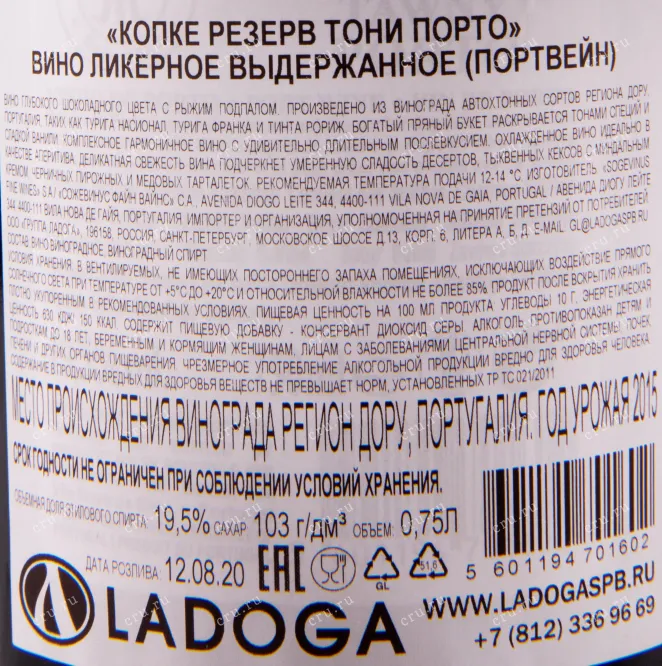 «КОПКЕ РЕЗЕРВ ТОНИ ПОРТО»
ВИНО ЛИКЕРНОЕ ВЫДЕРЖАННОЕ (ПОРТВЕЙН)
ВИНО ГЛУБОКОГО ШОКОЛАДНОГО ЦВЕТА С РЫЖИМ ПОДПАЛОМ. ПРОИЗВЕДЕНО ИЗ ВИНОГРАДА АВТОХТОННЫХ СОРТОВ РЕГИОНА ДОРУ,
ПОРТУГАЛИЯ, ТАКИХ КАК ТУРИГА НАСИОНАЛ, ТУРИГА ФРАНКА И ТИНТА РОРИЖ. БОГАТЫЙ ПРЯНЫЙ БУКЕТ РАСКРЫВАЕТСЯ ТОНАМИ СПЕЦИЙ И
СЛАДКОЙ ВАНИЛИ. КОМПЛЕКСНОЕ ГАРМОНИЧНОЕ ВИНО С УДИВИТЕЛЬНО ДЛИТЕЛЬНЫМ ПОСЛЕВКУСИЕМ. ОХЛАЖДЕННОЕ ВИНО ИДЕАЛЬНО В
КАЧЕСТВЕ АПЕРИТИВА. ДЕЛИКАТНАЯ СВЕЖЕСТЬ ВИНА ПОДЧЕРКНЕТ УМЕРЕННУЮ СЛАДОСТЬ ДЕСЕРТОВ, ТЫКВЕННЫХ КЕКСОВ С МИНДАЛЬНЫМ
КРЕМОМ, ЧЕРНИЧНЫХ ПИРОЖНЫХ И МЕДОВЫХ ТАРТАЛЕТОК. РЕКОМЕНДУЕМАЯ ТЕМПЕРАТУРА ПОДАЧИ 12-14 °С ИЗГОТОВИТЕЛЬ «SOGEVINUS
FINE WINES» S.A./ «СОЖЕВИНУС ФАЙН ВАЙНС» С.А., AVENIDA DIOGO LEITE 344, 4400-111 VILA NOVA DE GAIA, PORTUGAL / АВЕНИДА ДИОГУ ЛЕЙТЕ
344, 4400-111 ВИЛА НОВА ДЕ ГАЙЯ, ПОРТУГАЛИЯ ИМПОРТЕР И ОРГАНИЗАЦИЯ, УПОЛНОМОЧЕННАЯ НА ПРИНЯТИЕ ПРЕТЕНЗИЙ ОТ ПОТРЕБИТЕЛЕЙ
ООО «ГРУППА ЛАДОГА», 196158, РОССИЯ, САНКТ-ПЕТЕРБУРГ, МОСКОВСКОЕ ШОССЕ Д.13, КОРП. 6, ЛИТЕРА А, Б, Д. E-MAIL GL@LADOGASPB.RU
СОСТАВ: ВИНО ВИНОГРАДНОЕ, ВИНОГРАДНЫЙ СПИРТ
УСЛОВИЯ ХРАНЕНИЯ: В ВЕНТИЛИРУЕМЫХ, НЕ ИМЕЮЩИХ ПОСТОРОННЕГО ЗАПАХА ПОМЕЩЕНИЯХ, ИСКЛЮЧАЮЩИХ ВОЗДЕЙСТВИЕ ПРЯМОГО
СОЛНЕЧНОГО СВЕТА ПРИ ТЕМПЕРАТУРЕ ОТ +5°С ДО +20°С И ОТНОСИТЕЛЬНОЙ ВЛАЖНОСТИ НЕ БОЛЕЕ 85% ПРОДУКТ ПОСЛЕ ВСКРЫТИЯ ХРАНИТЬ
ПЛОТНО УКУПОРЕННЫМ В РЕКОМЕНДОВАННЫХ УСЛОВИЯХ. ПИЩЕВАЯ ЦЕННОСТЬ НА 100 МЛ ПРОДУКТА УГЛЕВОДЫ 10 Г. ЭНЕРГЕТИЧЕСКАЯ
ЦЕННОСТЬ 630 КДЖ/ 150 ККАЛ. СОДЕРЖИТ ПИЩЕВУЮ ДОБАВКУ - КОНСЕРВАНТ ДИОКСИД СЕРЫ. АЛКОГОЛЬ ПРОТИВОПОКАЗАН ДЕТЯМ И
ПОДРОСТКАМ ДО 18 ЛЕТ, БЕРЕМЕННЫМ И КОРМЯЩИМ ЖЕНЩИНАМ, ЛИЦАМ С ЗАБОЛЕВАНИЯМИ ЦЕНТРАЛЬНОЙ НЕРВНОЙ СИСТЕМЫ, ПОЧЕК,
ПЕЧЕНИ И ДРУГИХ ОРГАНОВ ПИЩЕВАРЕНИЯ. ЧРЕЗМЕРНОЕ УПОТРЕБЛЕНИЕ АЛКОГОЛЬНОЙ ПРОДУКЦИИ ВРЕДНО ДЛЯ ЗДОРОВЬЯ ЧЕЛОВЕКА.
СОДЕРЖАНИЕ В ПРОДУКЦИИ ВРЕДНЫХ ДЛЯ ЗДОРОВЬЯ ВЕЩЕСТВ НЕ ПРЕВЫШАЕТ НОРМ, УСТАНОВЛЕННЫХ ТР ТС 021/2011
МЕСТО ПРОИСХОЖДЕНИЯ ВИНОГРАДА РЕГИОН ДОРУ, ПОРТУГАЛИЯ. ГОД УРОЖАЯ 2015
СРОК ГОДНОСТИ НЕ ОГРАНИЧЕН ПРИ СОБЛЮДЕНИИ УСЛОВИЙ ХРАНЕНИЯ.
ОБЪЕМНАЯ ДОЛЯ ЭТИЛОВОГО СПИРТА: 19,5% САХАР 103 г/дм³ ОБЪЕМ: 0,75Л
ДАТА РОЗЛИВА: 12.08.20 EAC GL 51,6
5 601194 701602
LADOGA
WWW.LADOGASPB.RU
+7 (812) 336 96 69